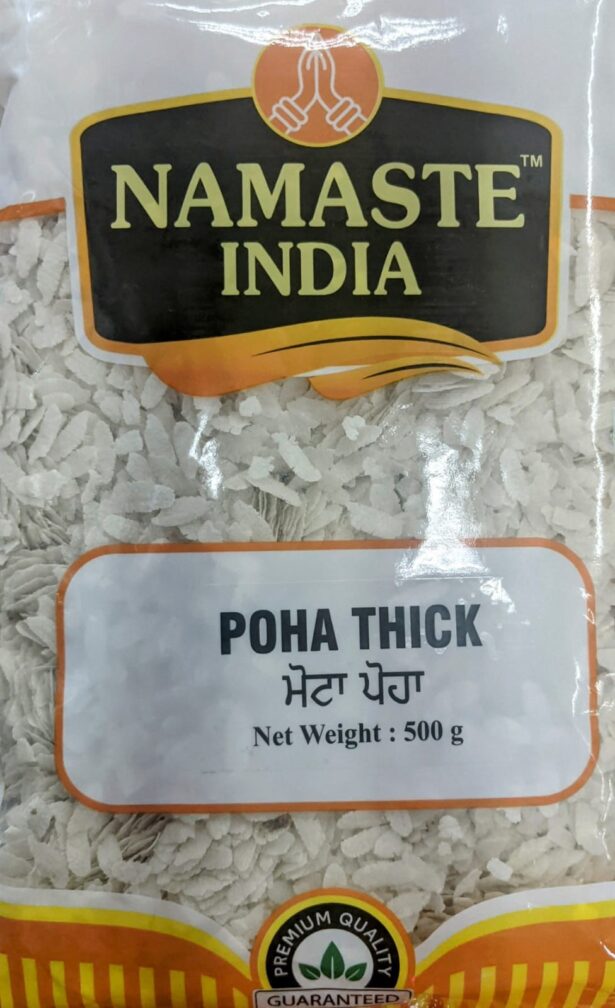 NAMASTE™
INDIA
POHA THICK
ਮੋਟਾ ਪੋਹਾ
Net Weight : 500 g
PREMIUM QUALITY
GUARANTEED